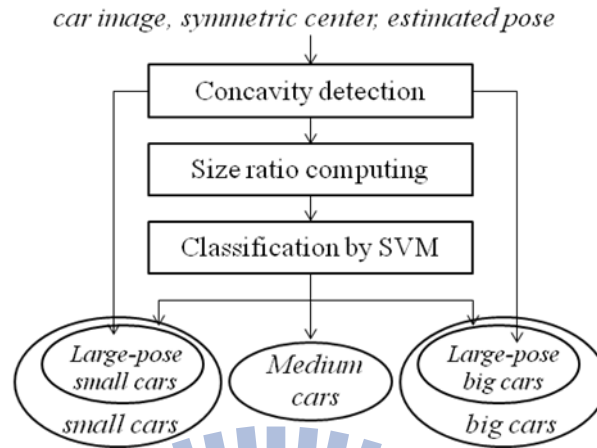 car image, symmetric center, estimated pose
Concavity detection
Size ratio computing
Classification by SVM
Large-pose
small cars
small cars
Medium
cars
Large-pose
big cars
big cars